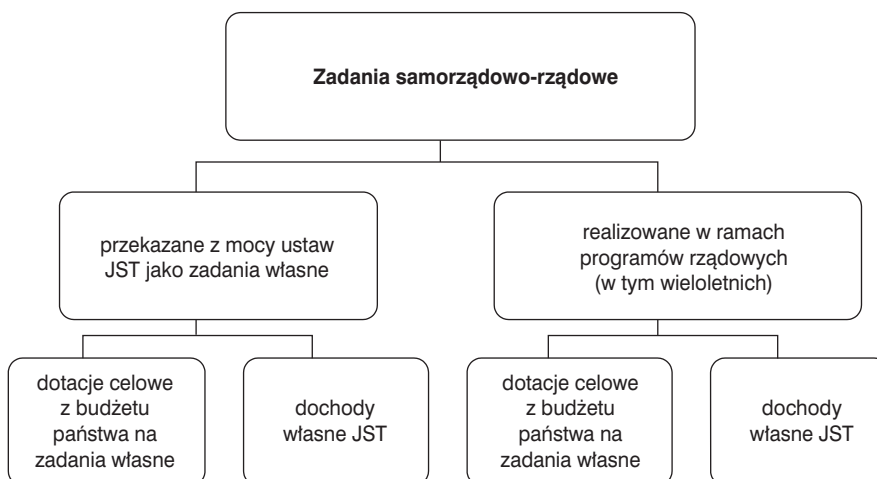 Zadania samorządowo-rządowe
przekazane z mocy ustaw
JST jako zadania własne
realizowane w ramach
programów rządowych
(w tym wieloletnich)
dotacje celowe
z budżetu
państwa na
zadania własne
dochody
własne JST
dotacje celowe
z budżetu
państwa na
zadania własne
dochody
własne JST